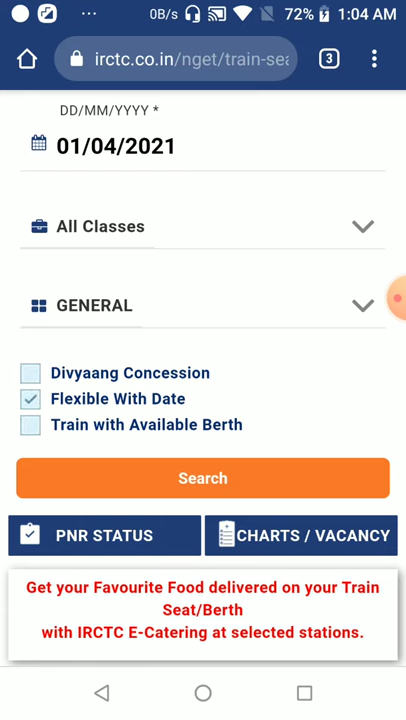 0B/s 72% 1:04 AM
irctc.co.in/nget/train-sea
3
DD/MM/YYYY *
01/04/2021
All Classes
GENERAL
Divyaang Concession
Flexible With Date
Train with Available Berth
Search
PNR STATUS
CHARTS / VACANCY
Get your Favourite Food delivered on your Train
Seat/Berth
with IRCTC E-Catering at selected stations.